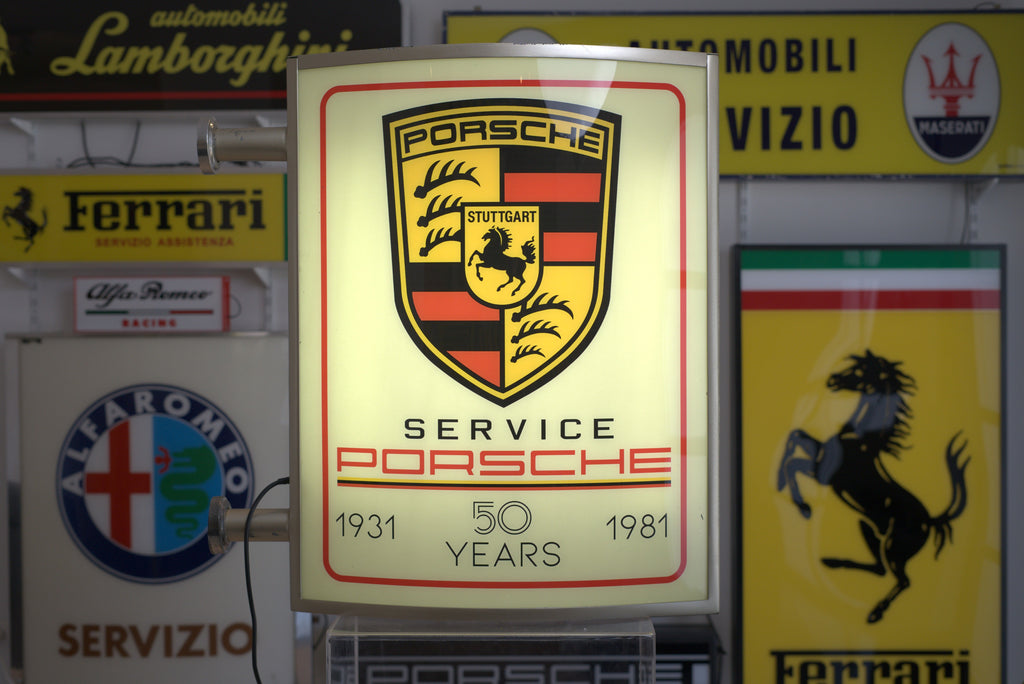 automobili
Lamborghini
AUTOMOBILI
VIZIO
MASERATI
Ferrari
SERVIZIO ASSISTENZA
Alfa Romeo
RACING
ALFA ROMEO
SERVIZIO
PORSCHE
STUTTGART
SERVICE
PORSCHE
1931 50 1981
YEARS
PORSCHE
Ferrari